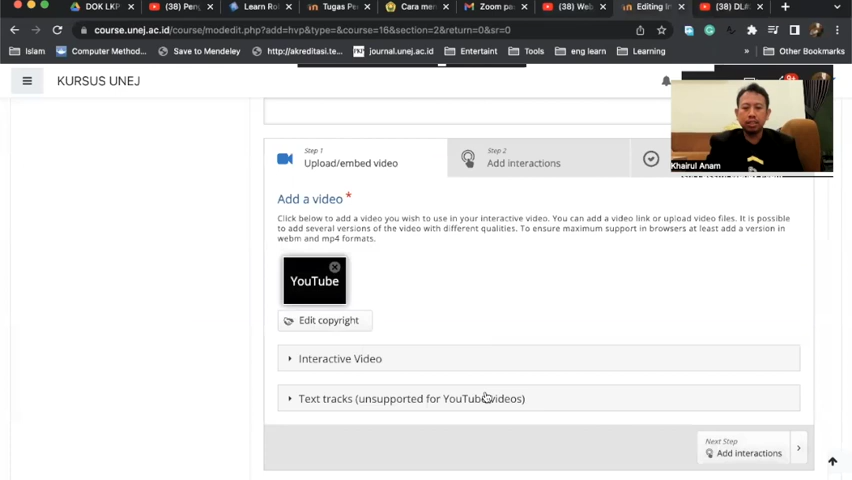 DOK LKP
(38) Pen
Learn Rol
Tugas Pe
Cara men
Zoom pa
(38) Web
Editing In
(38) DL/
course.unej.ac.id/course/modedit.php?add=hvp&type=&course=16&section=2&return=0&sr=0
Islam
Computer Method...
Save to Mendeley
http://akreditasi.tet...
journal.unej.ac.id
Entertaint
Tools
eng learn
Learning
Other Bookmarks
KURSUS UNEJ
Khairul Anam
Step 1
Upload/embed video
Step 2
Add interactions
Add a video *
Click below to add a video you wish to use in your interactive video. You can add a video link or upload video files. It is possible
to add several versions of the video with different qualities. To ensure maximum support in browsers at least add a version in
webm and mp4 formats.
YouTube
Edit copyright
Interactive Video
Text tracks (unsupported for YouTube videos)
Next Step
Add interactions